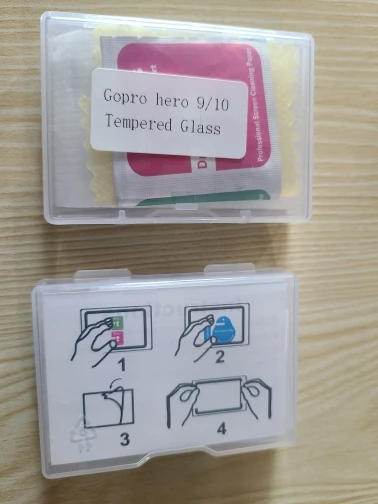 Gopro hero 9/10
Tempered Glass
Professional Screen Cleaning Paper
1
2
3
4